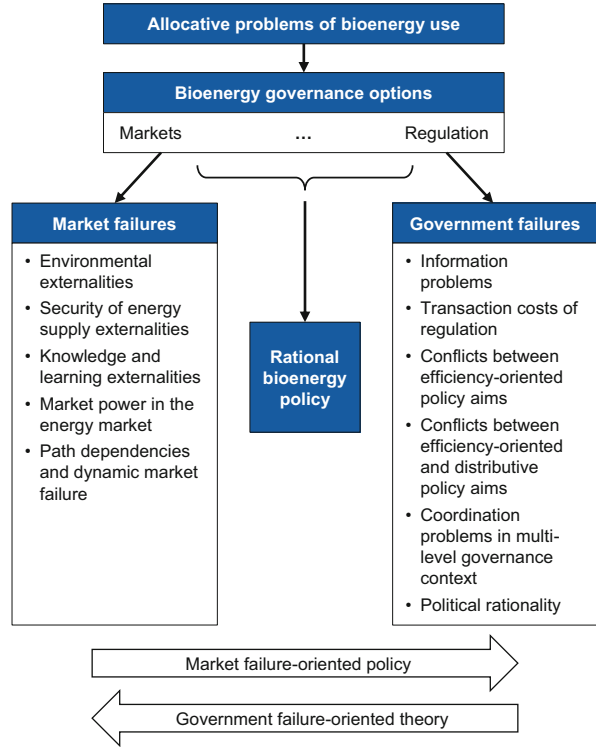 Allocative problems of bioenergy use
Bioenergy governance options
Markets ... Regulation
Market failures
• Environmental
externalities
• Security of energy
supply externalities
• Knowledge and
learning externalities
• Market power in the
energy market
• Path dependencies
and dynamic market
failure
Rational
bioenergy
policy
Government failures
• Information
problems
• Transaction costs of
regulation
• Conflicts between
efficiency-oriented
policy aims
• Conflicts between
efficiency-oriented
and distributive
policy aims
• Coordination
problems in multi-
level governance
context
• Political rationality
Market failure-oriented policy
Government failure-oriented theory